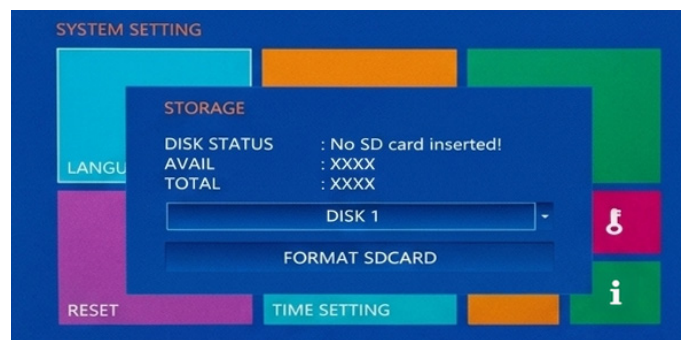 SYSTEM SETTING
STORAGE
DISK STATUS : No SD card inserted!
AVAIL : XXXX
TOTAL : XXXX
DISK 1
FORMAT SDCARD
LANGU
RESET
TIME SETTING